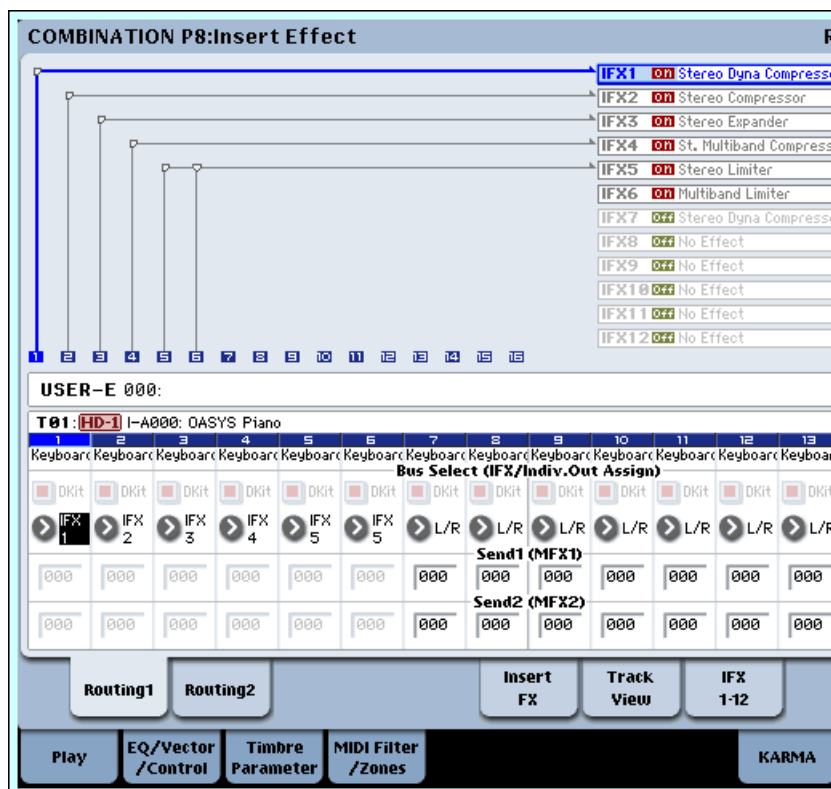 COMBINATION P8:Insert Effect R
IFX1 On Stereo Dyna Compresso
IFX2 On Stereo Compressor
IFX3 On Stereo Expander
IFX4 On St. Multiband Compress
IFX5 On Stereo Limiter
IFX6 On Multiband Limiter
IFX7 Off Stereo Dyna Compresso
IFX8 Off No Effect
IFX9 Off No Effect
IFX10 Off No Effect
IFX11 Off No Effect
IFX12 Off No Effect
1 2 3 4 5 6 7 8 9 10 11 12 13 14 15 16
USER-E 000:
T01: HD-1 I-A000: OASYS Piano
1 2 3 4 5 6 7 8 9 10 11 12 13
Keyboard Keyboard Keyboard Keyboard Keyboard Keyboard Keyboard Keyboard Keyboard Keyboard Keyboard Keyboard Keyboa
Bus Select (IFX/Indiv.Out Assign)
DKit DKit DKit DKit DKit DKit DKit DKit DKit DKit DKit DKit DKit
IFX 1 IFX 2 IFX 3 IFX 4 IFX 5 IFX 5 L/R L/R L/R L/R L/R L/R L/R
Send1 (MFX1)
000 000 000 000 000 000 000 000 000 000 000 000 000
Send2 (MFX2)
000 000 000 000 000 000 000 000 000 000 000 000 000
Routing1 Routing2 Insert FX Track View IFX 1-12
Play EQ/Vector /Control Timbre Parameter MIDI Filter /Zones KARMA